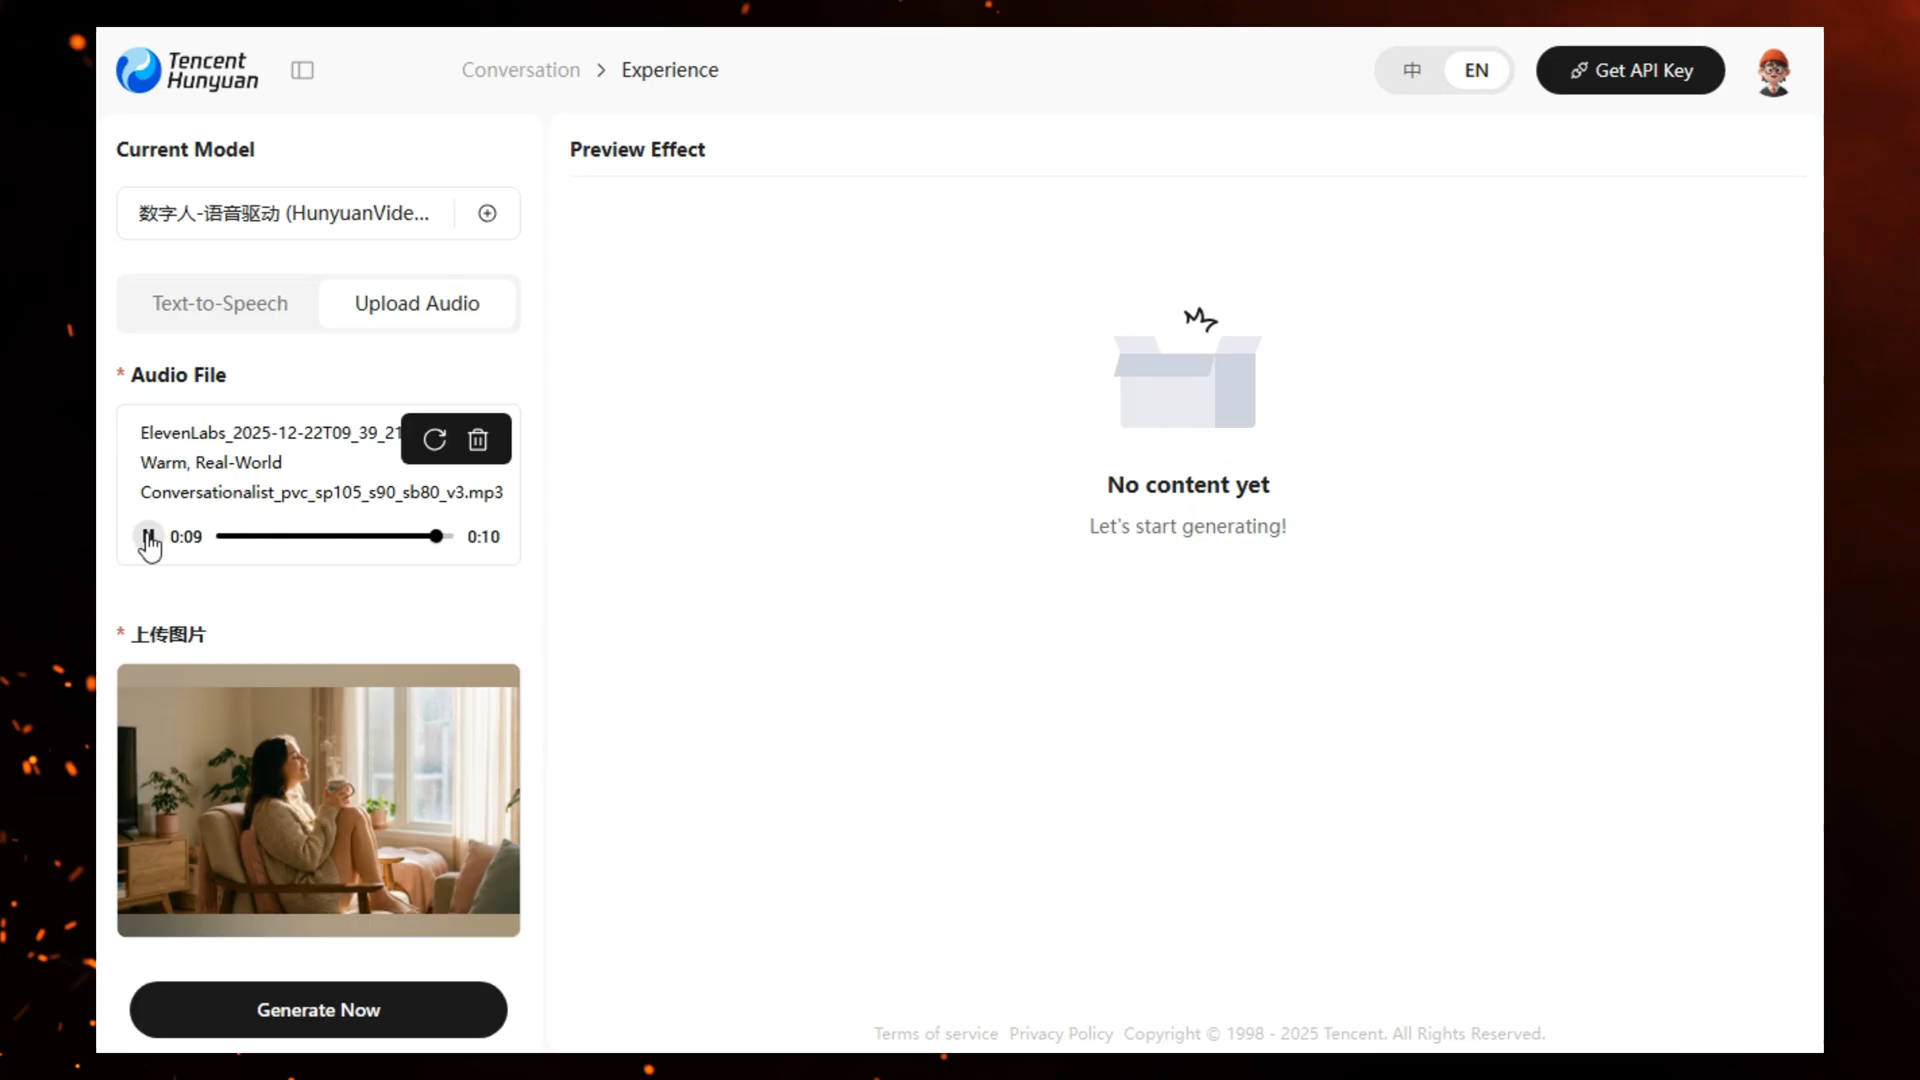 Tencent
Hunyuan
Conversation > Experience
中 EN
Get API Key
Current Model
数字人-语音驱动 (HunyuanVide...
Text-to-Speech Upload Audio
* Audio File
ElevenLabs_2025-12-22T09_39_21
Warm, Real-World
Conversationalist_pvc_sp105_s90_sb80_v3.mp3
0:09 0:10
* 上传图片
Generate Now
Preview Effect
No content yet
Let's start generating!
Terms of service Privacy Policy Copyright © 1998 - 2025 Tencent. All Rights Reserved.